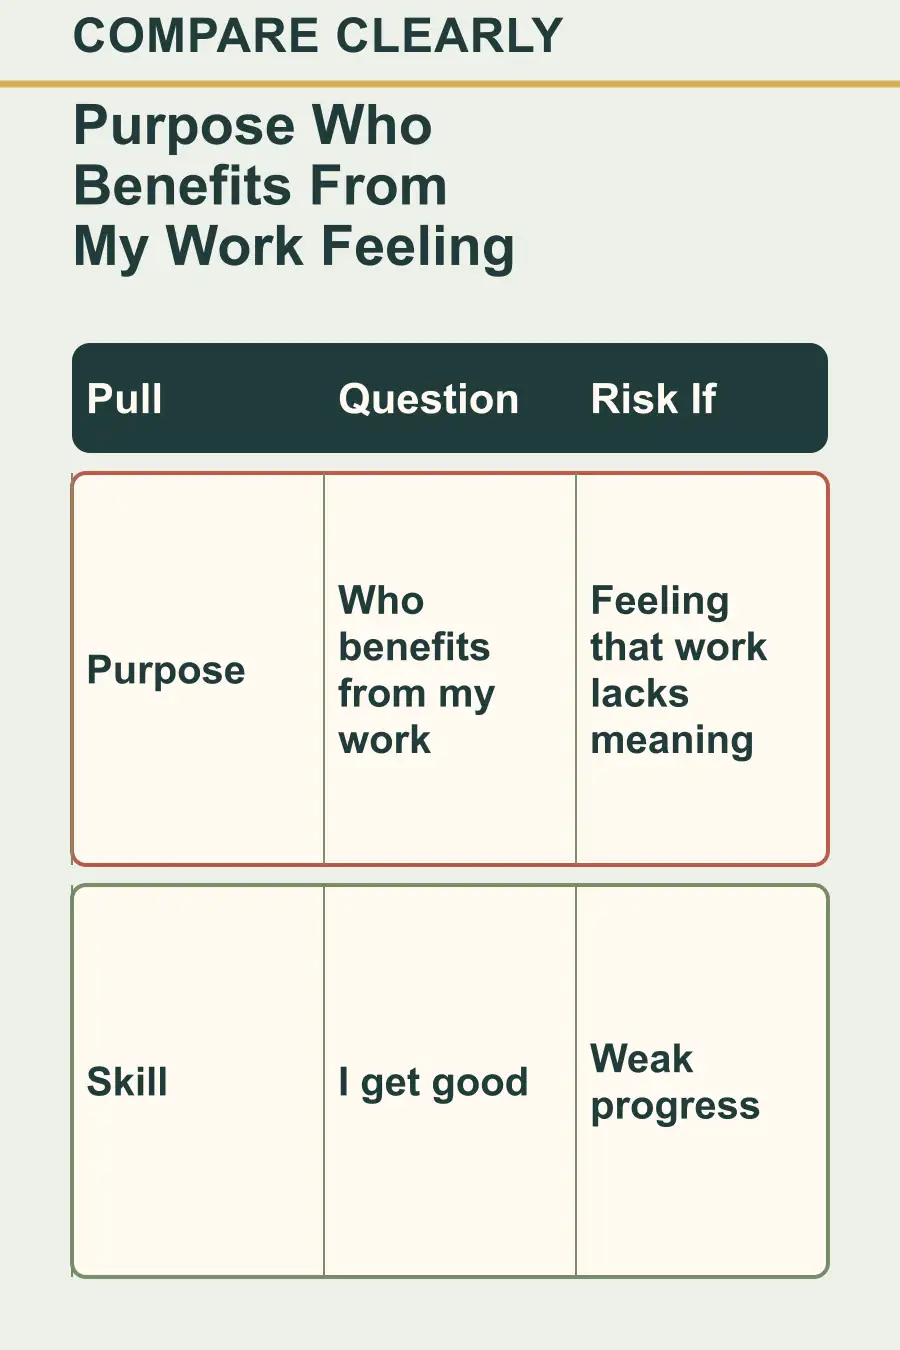 COMPARE CLEARLY
Purpose Who
Benefits From
My Work Feeling
Pull
Question
Risk If
Purpose
Who
benefits
from my
work
Feeling
that work
lacks
meaning
Skill
I get good
Weak
progress